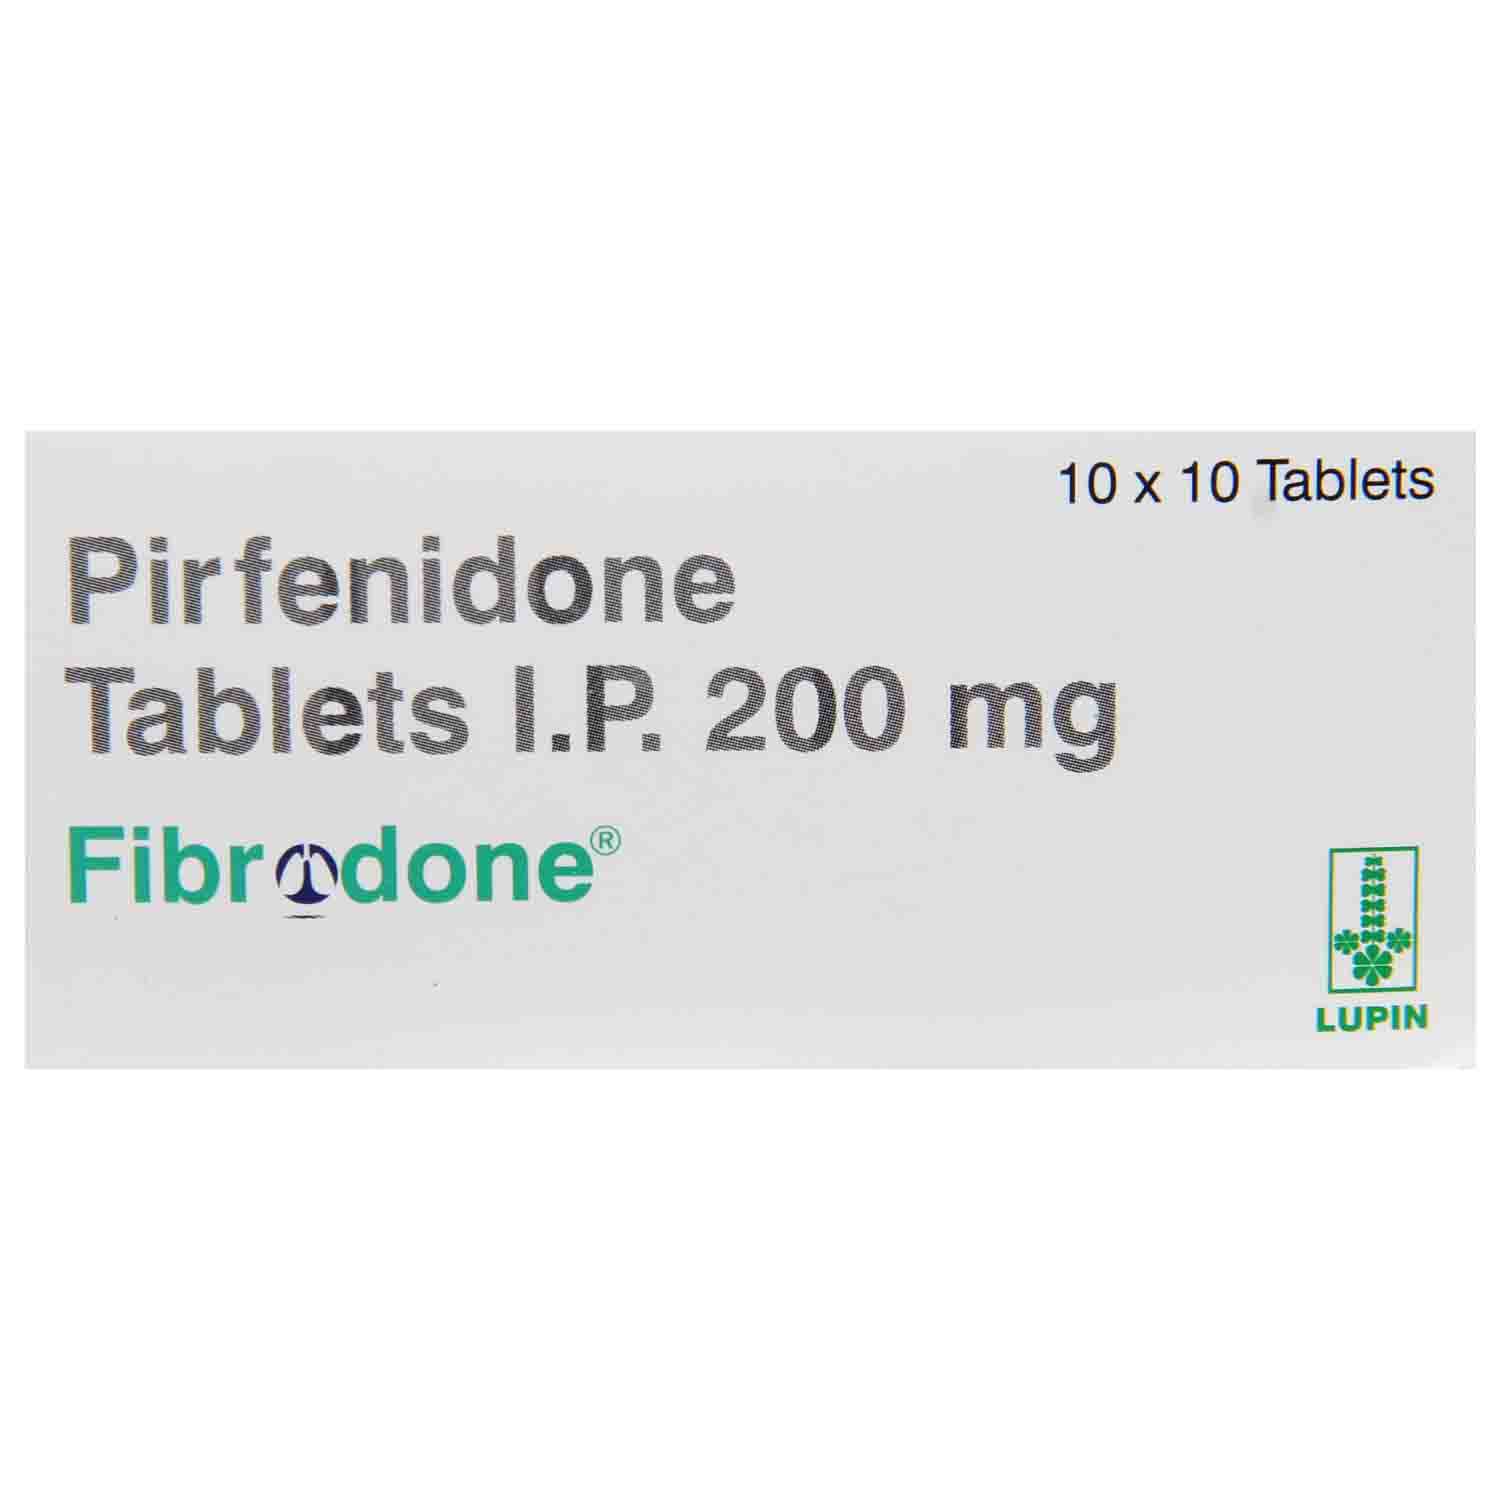 10 x 10 Tablets
Pirfenidone
Tablets I.P. 200 mg
Fibrodone®
LUPIN